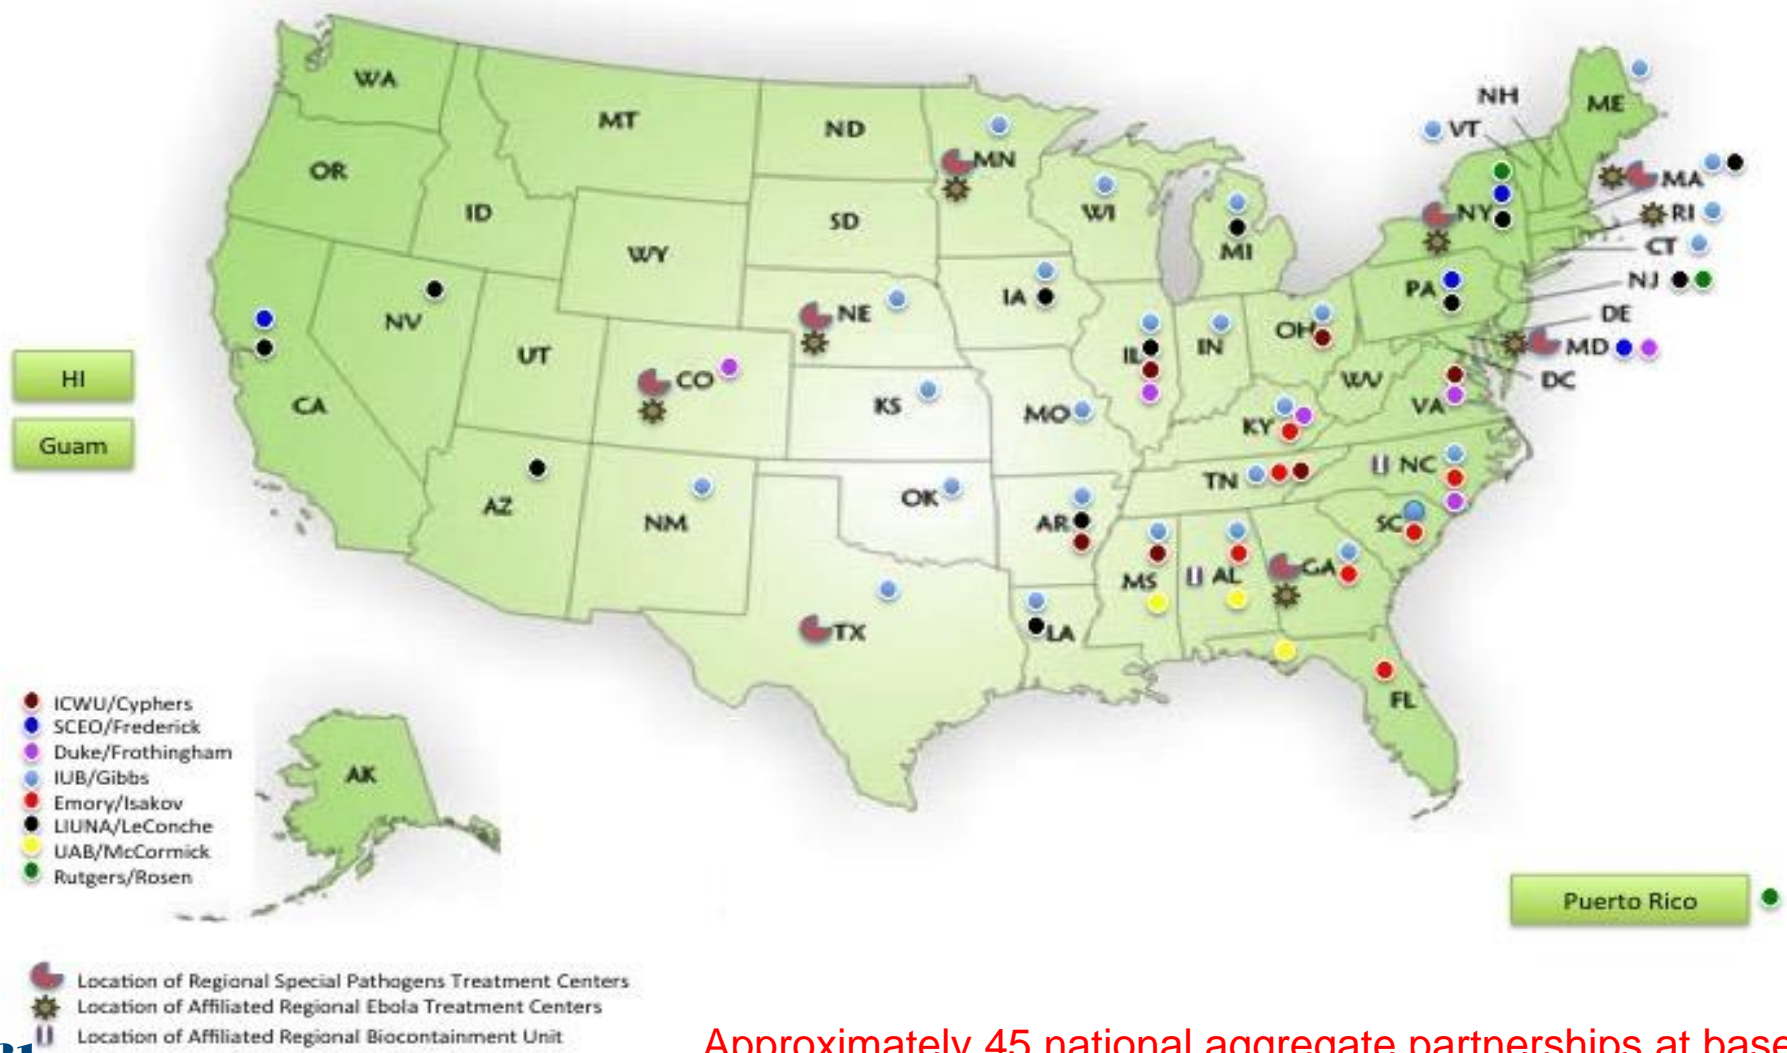 WA
MT
ND
MN
OR
ID
SD
WI
MI
NH
VT
ME
MA
NY
RI
CT
NJ
PA
WY
IA
NE
NV
UT
CO
IL
IN
OH
DE
MD
DC
WV
VA
HI
Guam
CA
KS
MO
KY
NC
TN
AZ
NM
OK
AR
SC
MS
AL
GA
TX
LA
FL
AK
ICWU/Cyphers
SCEO/Frederick
Duke/Frothingham
IUB/Gibbs
Emory/Isakov
LIUNA/LeConche
UAB/McCormick
Rutgers/Rosen
Puerto Rico
Location of Regional Special Pathogens Treatment Centers
Location of Affiliated Regional Ebola Treatment Centers
Location of Affiliated Regional Biocontainment Unit
Approximately 45 national aggregate partnerships at base